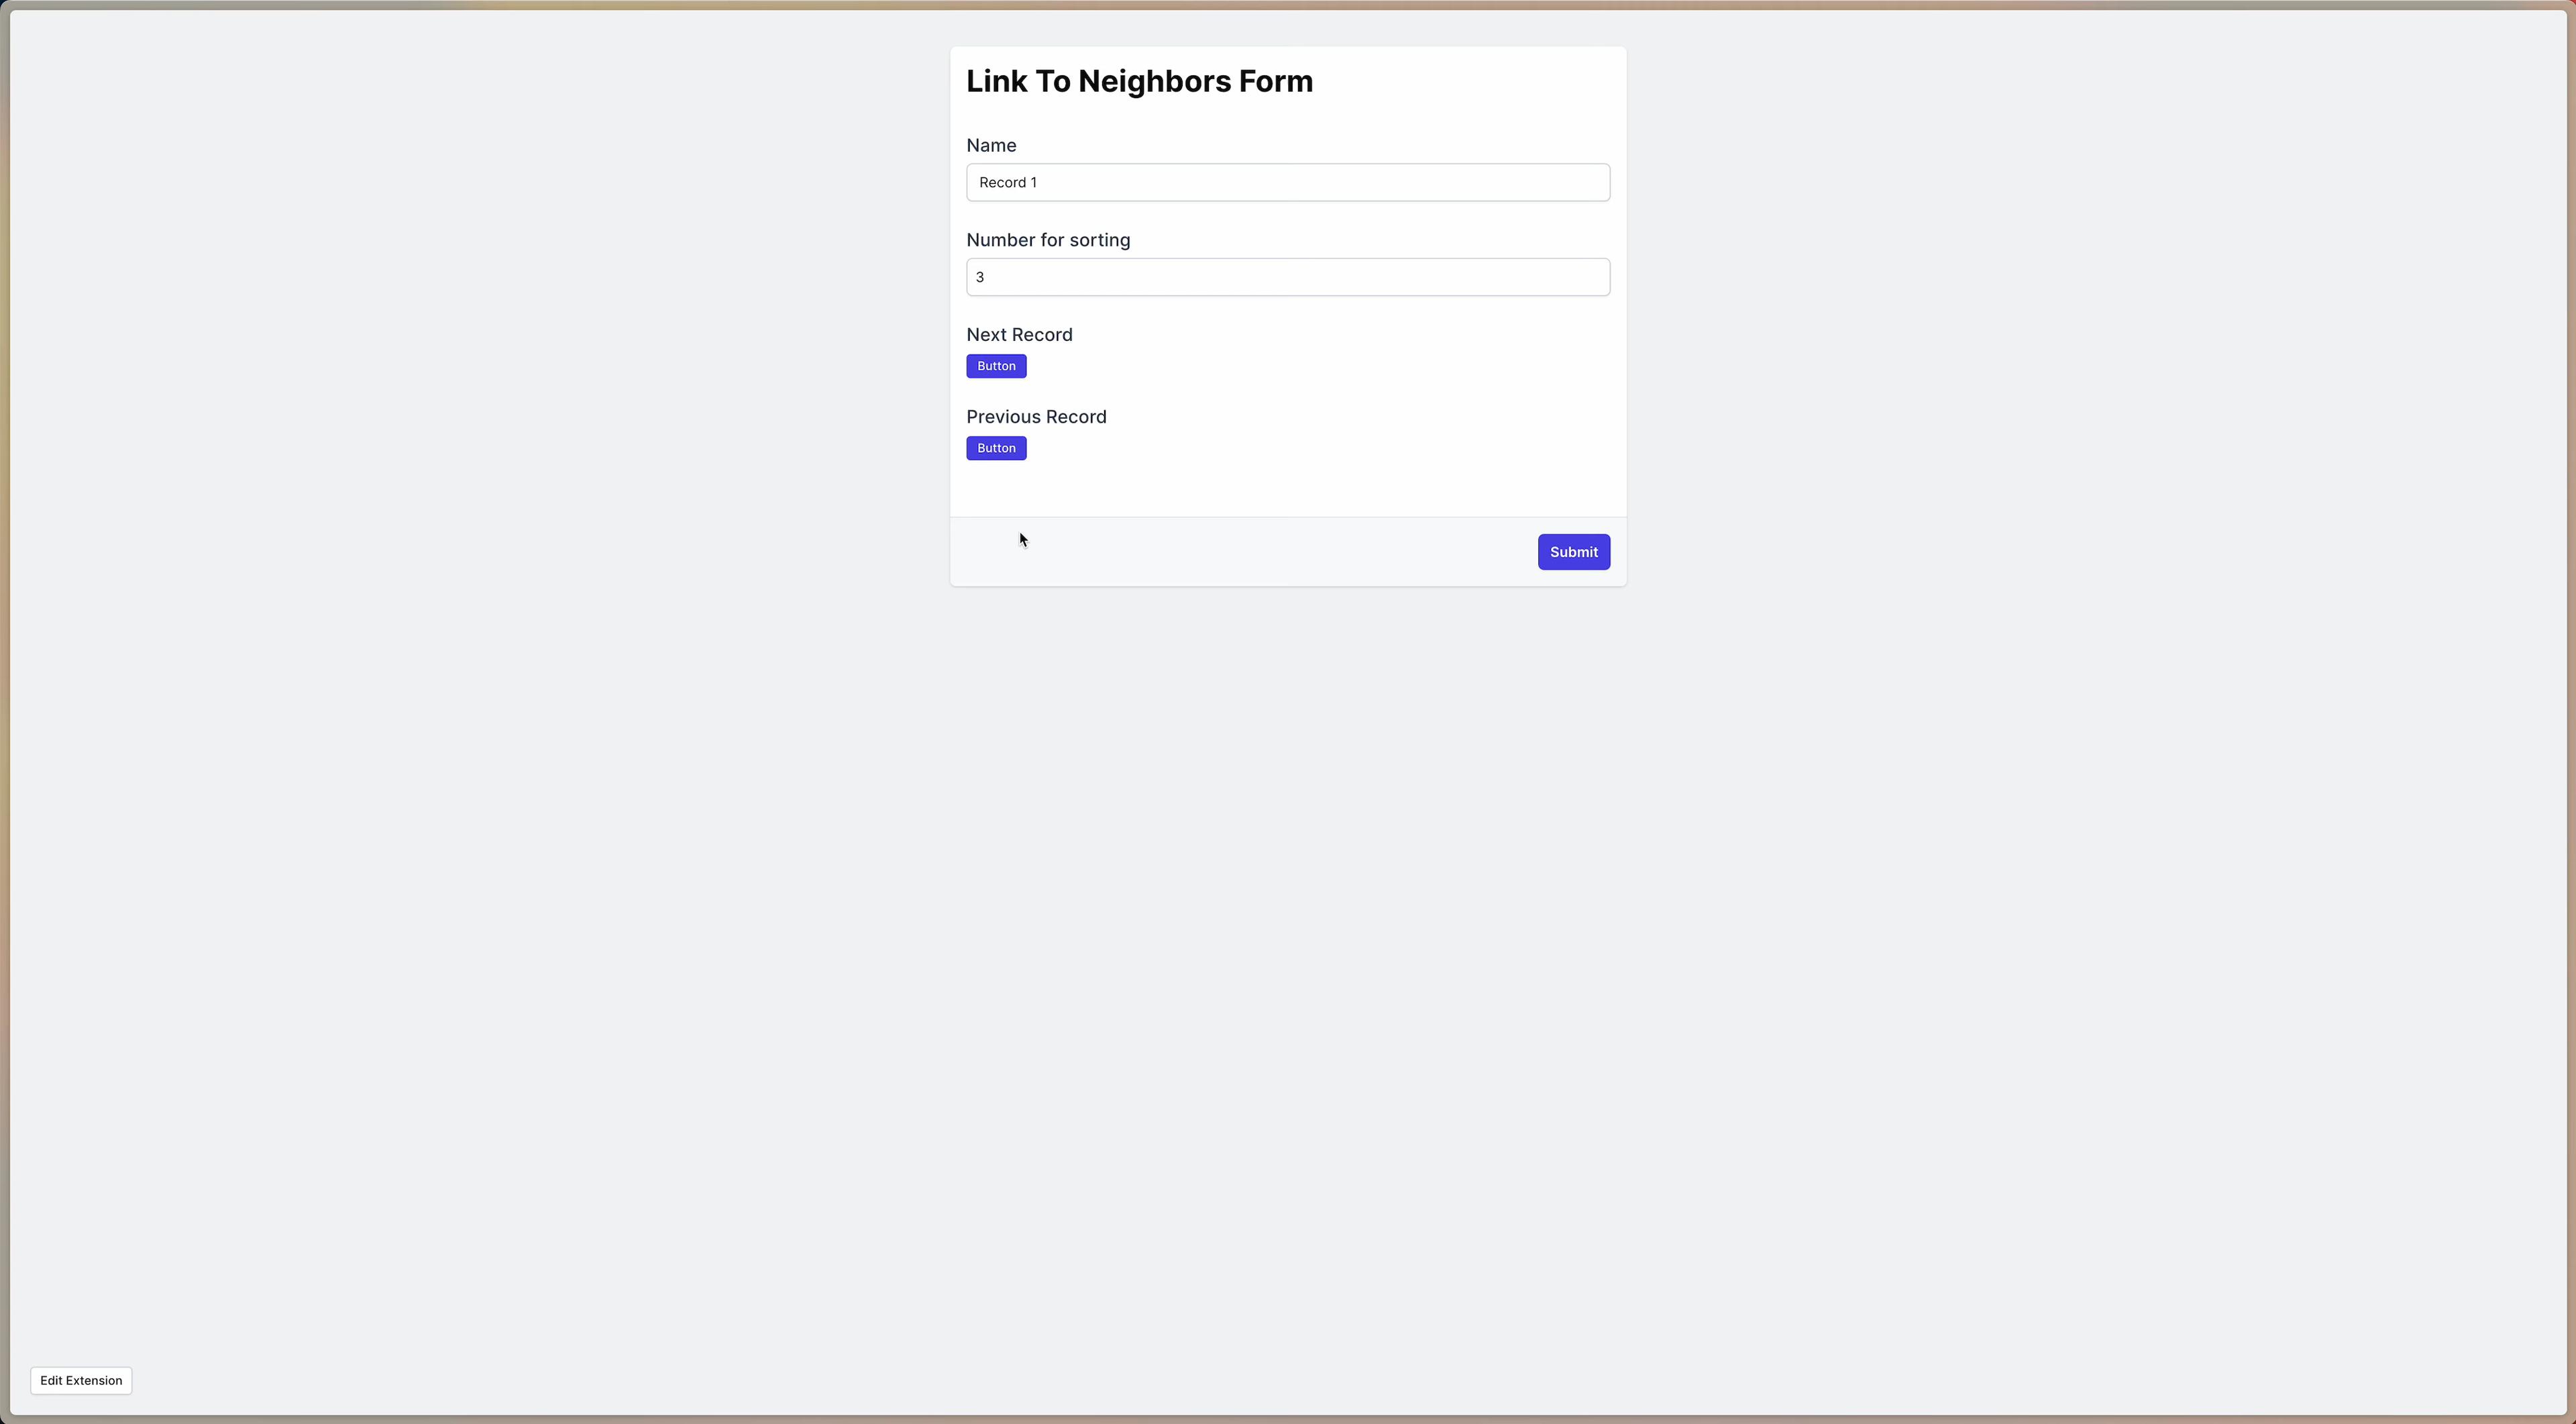 Link To Neighbors Form
Name
Record 1
Number for sorting
3
Next Record
Button
Previous Record
Button
Submit
Edit Extension